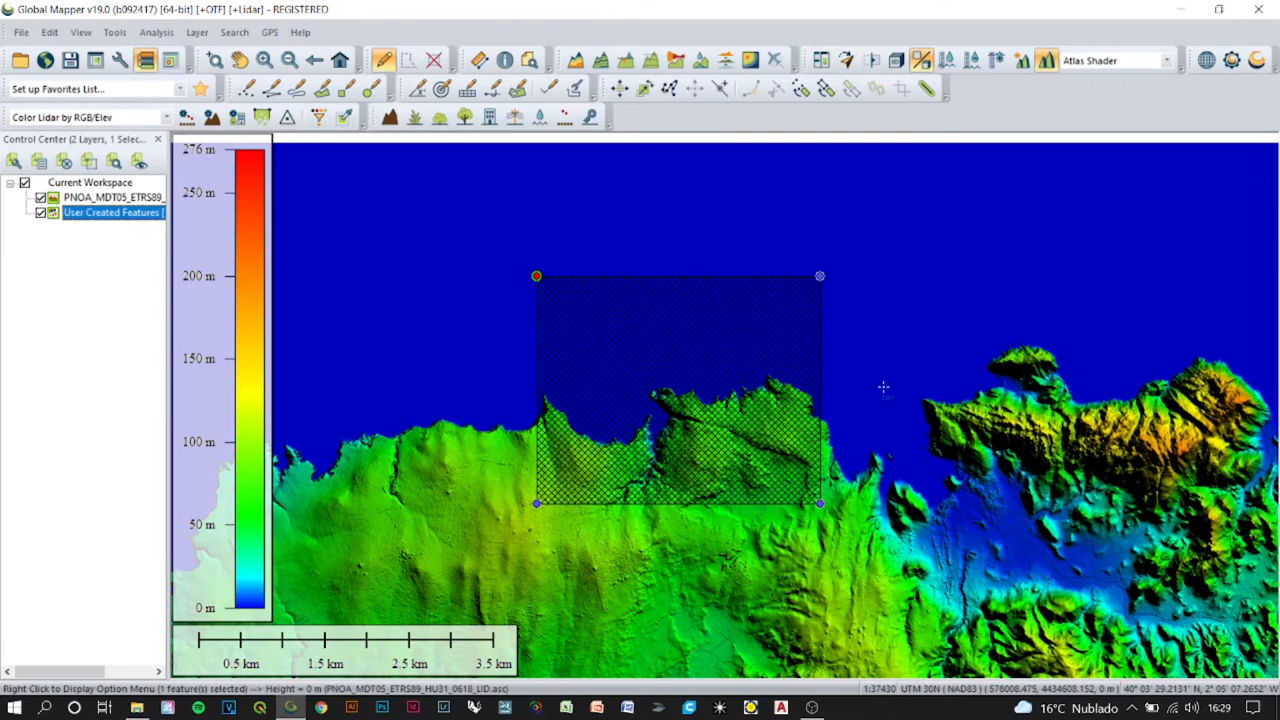 Global Mapper v19.0 (b092417) [64-bit] [+OTF] [+Lidar] - REGISTERED
File Edit View Tools Analysis Layer Search GPS Help
Atlas Shader
Set up Favorites List...
Color Lidar by RGB/Elev
Control Center (2 Layers, 1 Selec...
Current Workspace
PNOA_MDT05_ETRS89_
User Created Features [
276 m
250 m
200 m
150 m
100 m
50 m
0 m
0.5 km 1.5 km 2.5 km 3.5 km
Right Click to Display Option Menu (1 feature(s) selected) --> Height = 0 m (PNOA_MDT05_ETRS89_HU31_0618_LID.asc)
1:37430 UTM 30N (NAD83) ( 578008.475, 4434608.152, 0 m ) 40° 03' 29.2131" N, 2° 05' 07.2652" W
16°C Nublado 16:29